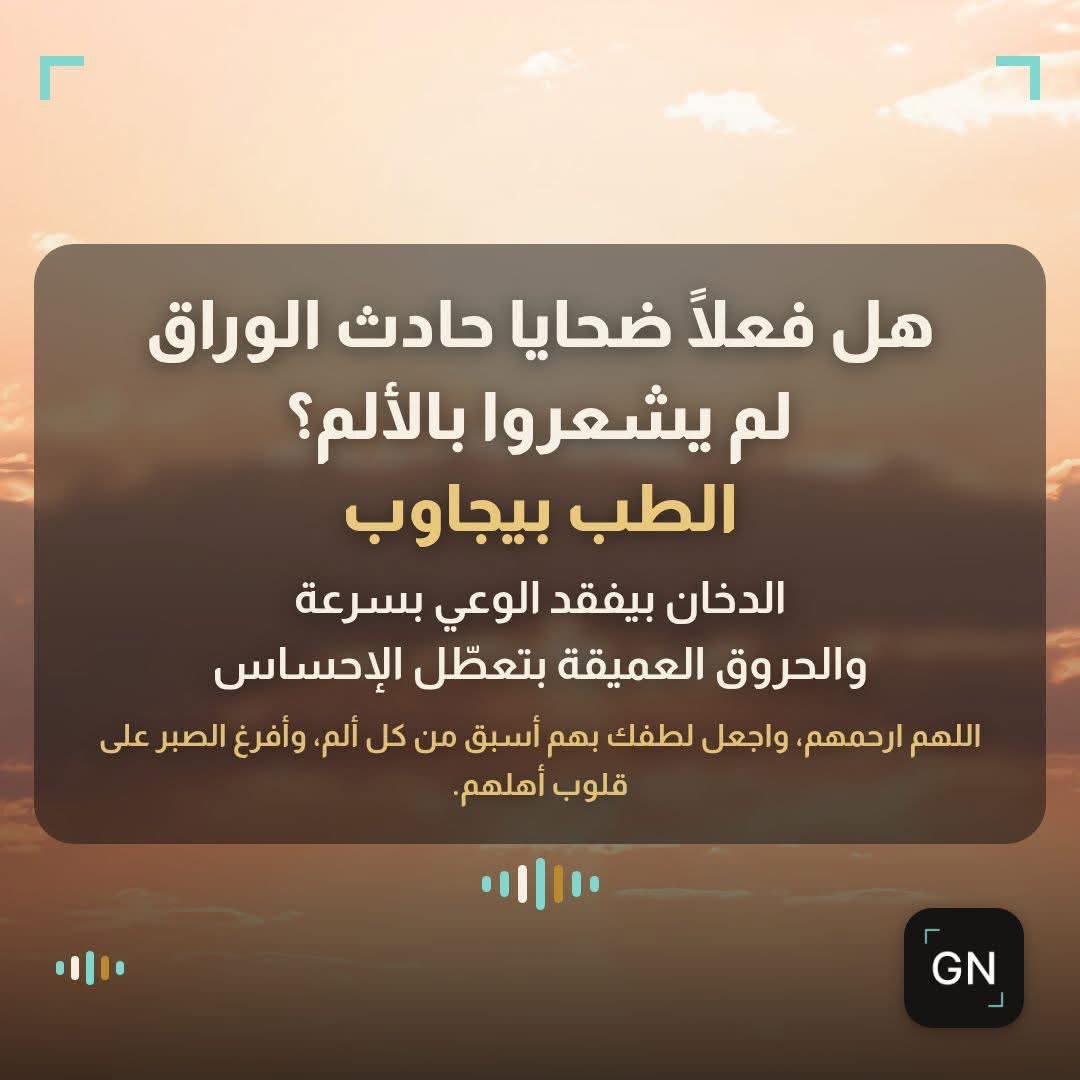 هل فعلاً ضحايا حادث الوراق
لم يشعروا بالألم؟
الطب بيجاوب
الدخان بيفقد الوعي بسرعة
والحروق العميقة بتعطّل الإحساس
اللهم ارحمهم، واجعل لطفك بهم أسبق من كل ألم، وأفرغ الصبر على
قلوب أهلهم.
GN